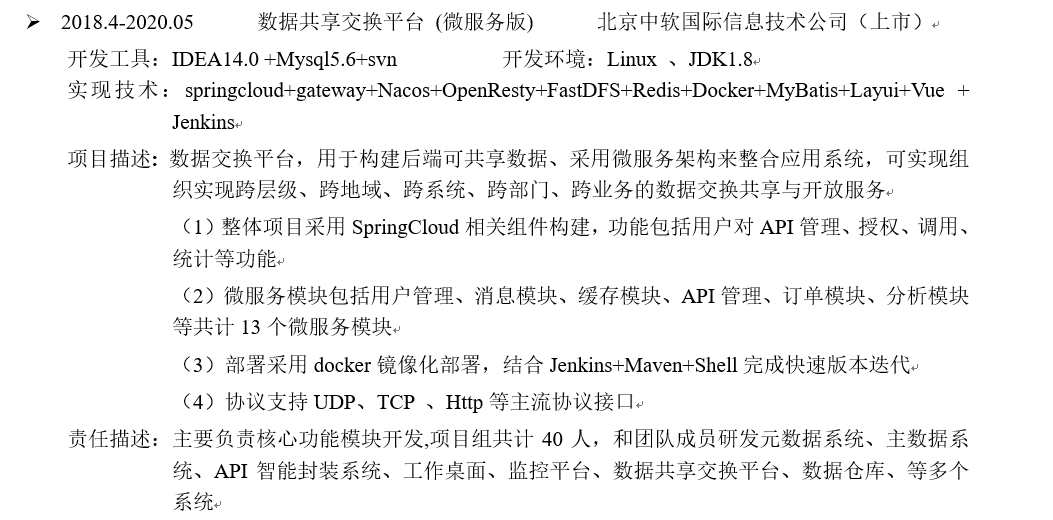 ➢ 2018.4-2020.05 数据共享交换平台 (微服务版) 北京中软国际信息技术公司（上市）
开发工具：IDEA14.0 +Mysql5.6+svn 开发环境：Linux 、JDK1.8
实现技术：springcloud+gateway+Nacos+OpenResty+FastDFS+Redis+Docker+MyBatis+Layui+Vue +
Jenkins
项目描述：数据交换平台，用于构建后端可共享数据、采用微服务架构来整合应用系统，可实现组
织实现跨层级、跨地域、跨系统、跨部门、跨业务的数据交换共享与开放服务
（1）整体项目采用 SpringCloud 相关组件构建，功能包括用户对 API 管理、授权、调用、
统计等功能
（2）微服务模块包括用户管理、消息模块、缓存模块、API 管理、订单模块、分析模块
等共计 13 个微服务模块
（3）部署采用 docker 镜像化部署，结合 Jenkins+Maven+Shell 完成快速版本迭代
（4）协议支持 UDP、TCP 、Http 等主流协议接口
责任描述：主要负责核心功能模块开发,项目组共计 40 人，和团队成员研发元数据系统、主数据系
统、API 智能封装系统、工作桌面、监控平台、数据共享交换平台、数据仓库、等多个
系统